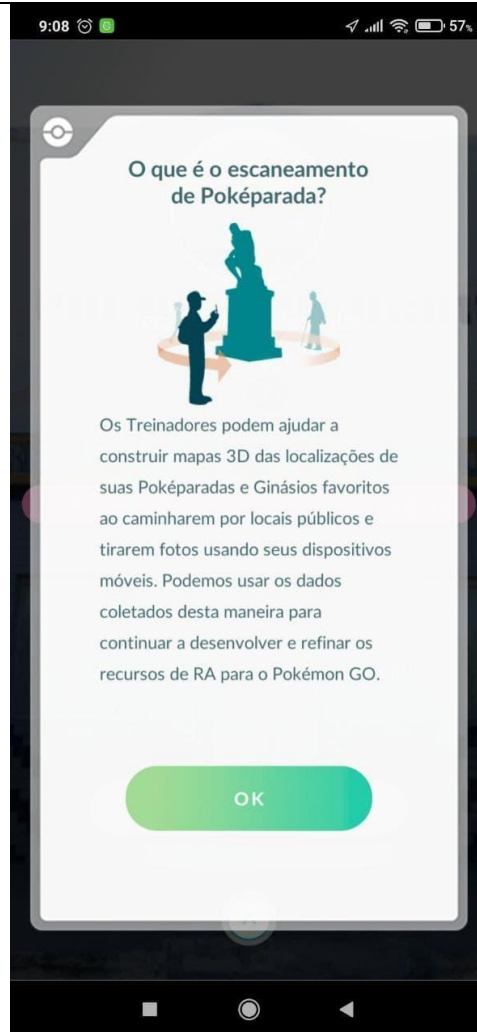 9:08
57%
O que é o escaneamento
de Poképarada?
Os Treinadores podem ajudar a
construir mapas 3D das localizações de
suas Poképaradas e Ginásios favoritos
ao caminharem por locais públicos e
tirarem fotos usando seus dispositivos
móveis. Podemos usar os dados
coletados desta maneira para
continuar a desenvolver e refinar os
recursos de RA para o Pokémon GO.
OK